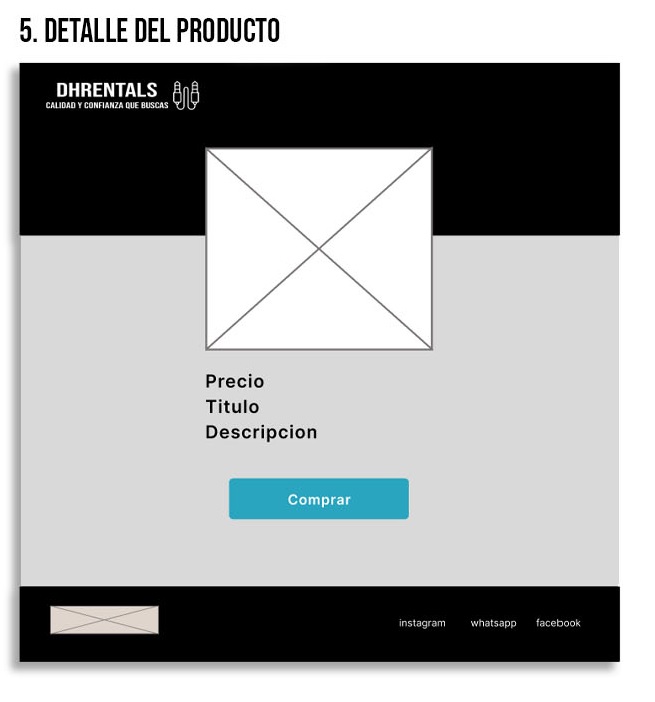 5. DETALLE DEL PRODUCTO
DHRENTALS
CALIDAD Y CONFIANZA QUE BUSCAS
Precio
Titulo
Descripcion
Comprar
instagram whatsapp facebook